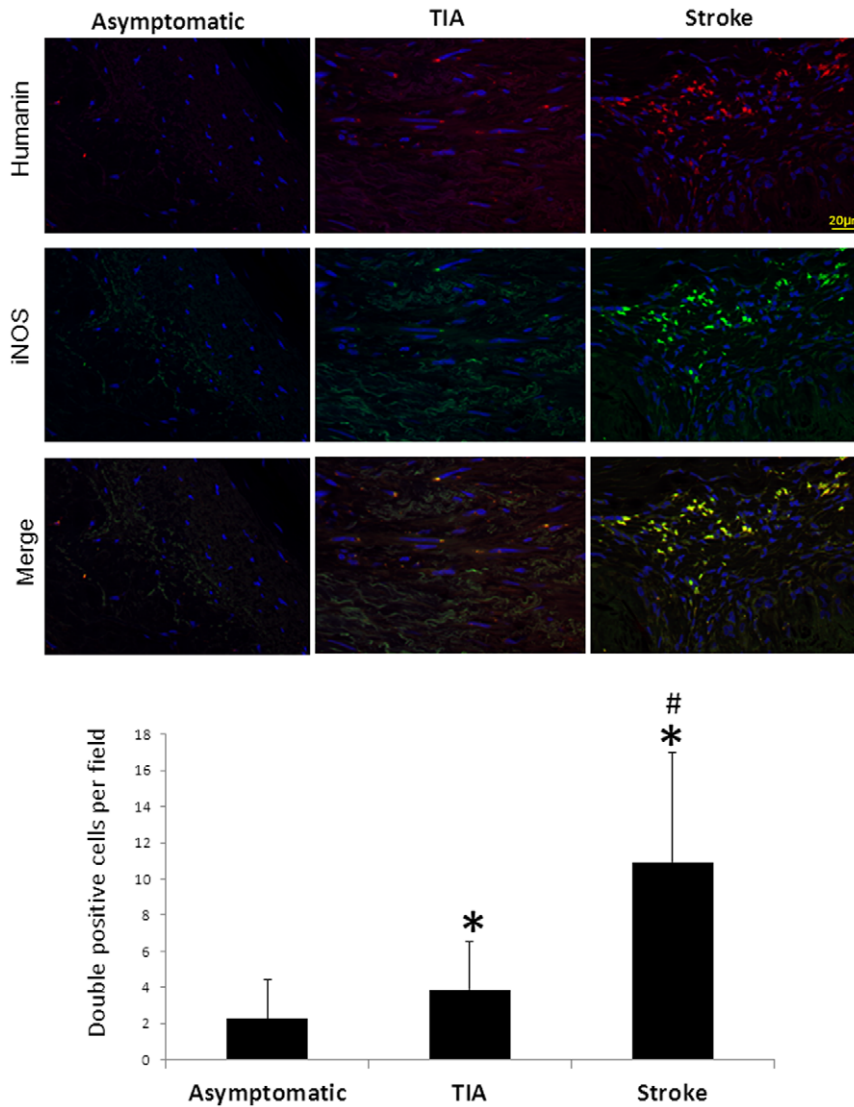 Asymptomatic TIA Stroke
Humanin
20µm
iNOS
Merge
#
*
*
Double positive cells per field
18
16
14
12
10
8
6
4
2
0
Asymptomatic TIA Stroke